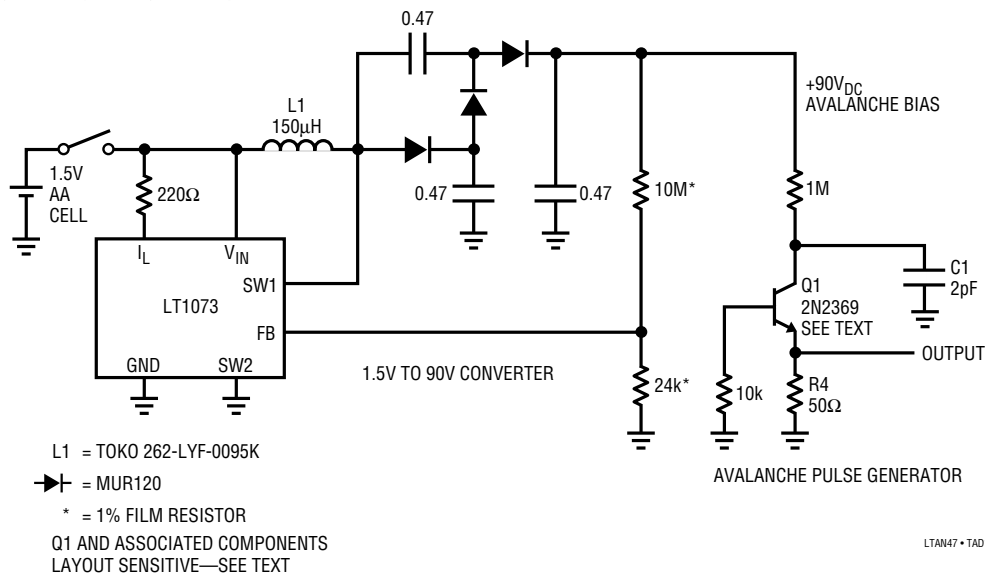 0.47
+90VDC
AVALANCHE BIAS
L1
150µH
1.5V
AA
CELL
220Ω
0.47
0.47
10M*
1M
IL
VIN
SW1
LT1073
FB
GND
SW2
C1
2pF
Q1
2N2369
SEE TEXT
OUTPUT
1.5V TO 90V CONVERTER
24k*
10k
R4
50Ω
AVALANCHE PULSE GENERATOR
L1 = TOKO 262-LYF-0095K
= MUR120
* = 1% FILM RESISTOR
Q1 AND ASSOCIATED COMPONENTS
LAYOUT SENSITIVE—SEE TEXT
LTAN47 • TAD